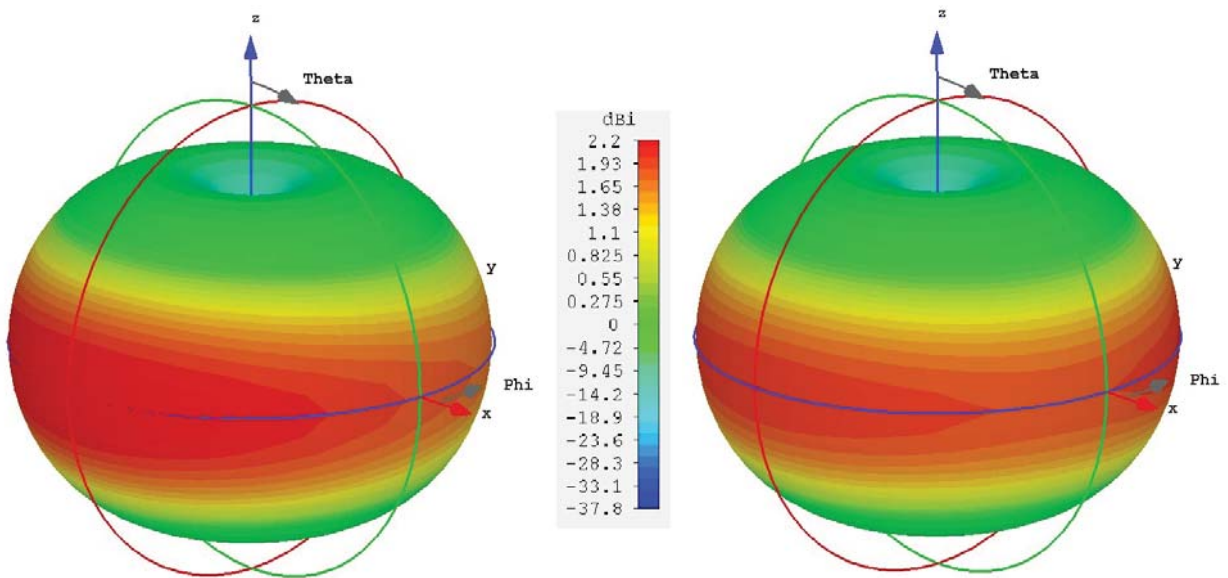 z
Theta
y
Phi
x
dBi
2.2
1.93
1.65
1.38
1.1
0.825
0.55
0.275
0
-4.72
-9.45
-14.2
-18.9
-23.6
-28.3
-33.1
-37.8
z
Theta
y
Phi
x